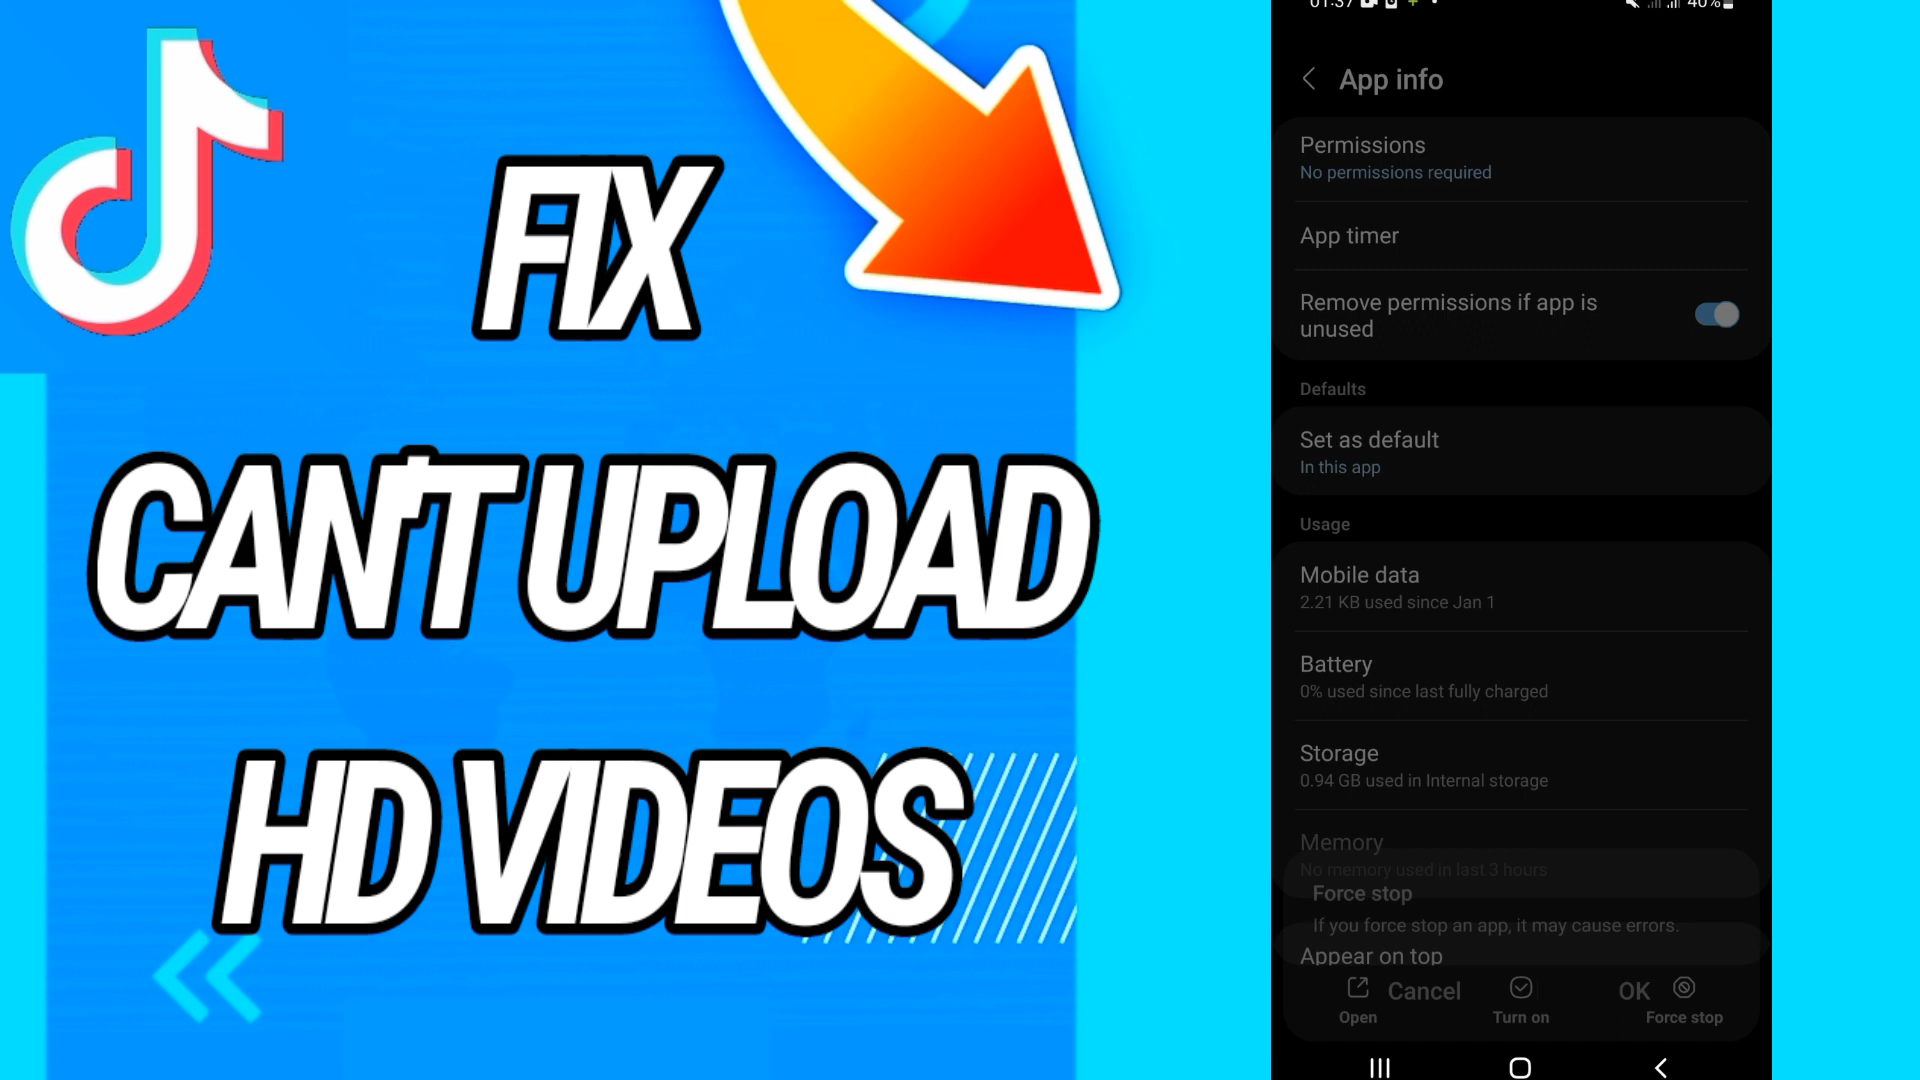 FIX
CAN'T UPLOAD
HD VIDEOS
01:37
40%
App info
Permissions
No permissions required
App timer
Remove permissions if app is
unused
Defaults
Set as default
In this app
Usage
Mobile data
2.21 KB used since Jan 1
Battery
0% used since last fully charged
Storage
0.94 GB used in Internal storage
Memory
No memory used in last 3 hours
Force stop
If you force stop an app, it may cause errors.
Appear on top
Cancel OK
Open Turn on Force stop